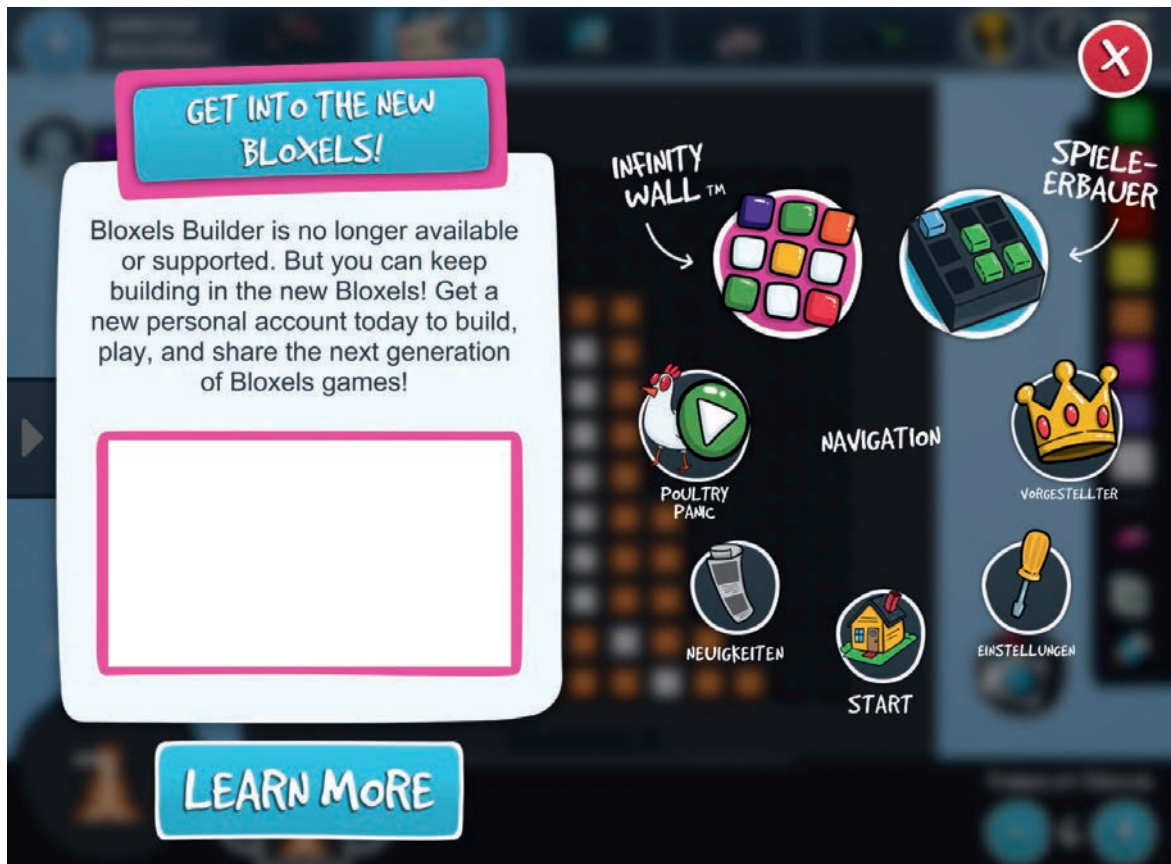 GET INTO THE NEW
BLOXELS!
Bloxels Builder is no longer available
or supported. But you can keep
building in the new Bloxels! Get a
new personal account today to build,
play, and share the next generation
of Bloxels games!
LEARN MORE
INFINITY
WALL ™
SPIELE-
ERBAUER
POULTRY
PANIC
NAVIGATION
VORGESTELLTER
NEUIGKEITEN
START
EINSTELLUNGEN